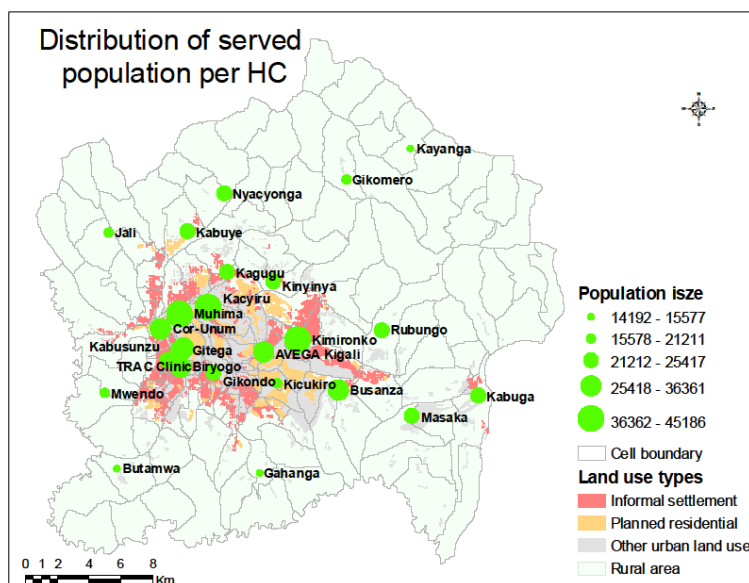 Distribution of served
population per HC
Kayanga
Gikomero
Nyacyonga
Jali
Kabuye
Kagugu
Kinyinya
Kacyiru
Muhima
Cor-Unum
Rubungo
Kimironko
Kabusunzu
Gitega
AVEGA Kigali
TRAC Clinic
Biryogo
Gikondo
Kicukiro
Busanza
Kabuga
Mwendo
Masaka
Butamwa
Gahanga
Population isze
14192 - 15577
15578 - 21211
21212 - 25417
25418 - 36361
36362 - 45186
Cell boundary
Land use types
Informal settlement
Planned residential
Other urban land use
Rural area
0 1 2 4 6 8
Km